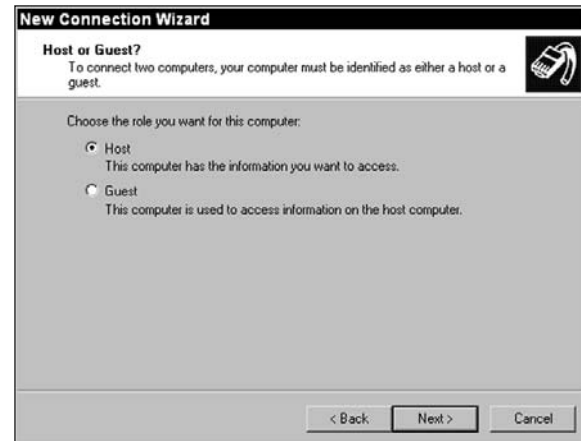 New Connection Wizard
Host or Guest?
To connect two computers, your computer must be identified as either a host or a
guest.
Choose the role you want for this computer:
Host
This computer has the information you want to access.
Guest
This computer is used to access information on the host computer.
< Back
Next >
Cancel